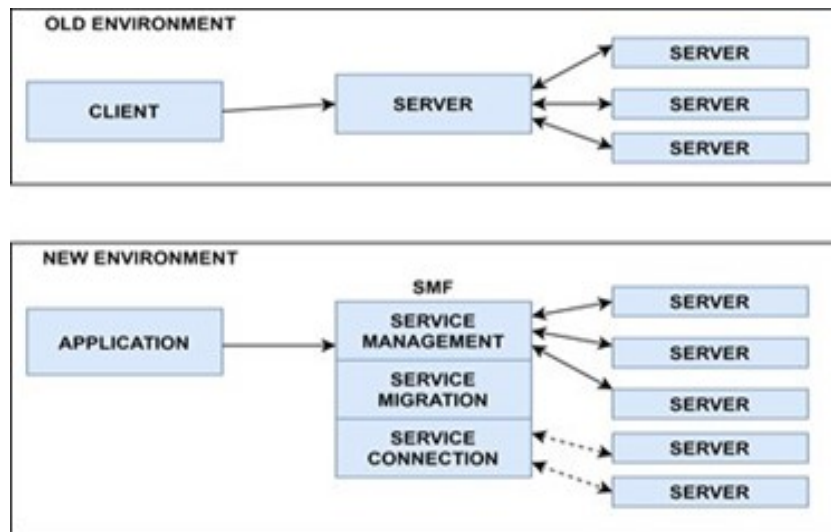 OLD ENVIRONMENT
CLIENT
SERVER
SERVER
SERVER
SERVER
NEW ENVIRONMENT
APPLICATION
SMF
SERVICE
MANAGEMENT
SERVICE
MIGRATION
SERVICE
CONNECTION
SERVER
SERVER
SERVER
SERVER
SERVER